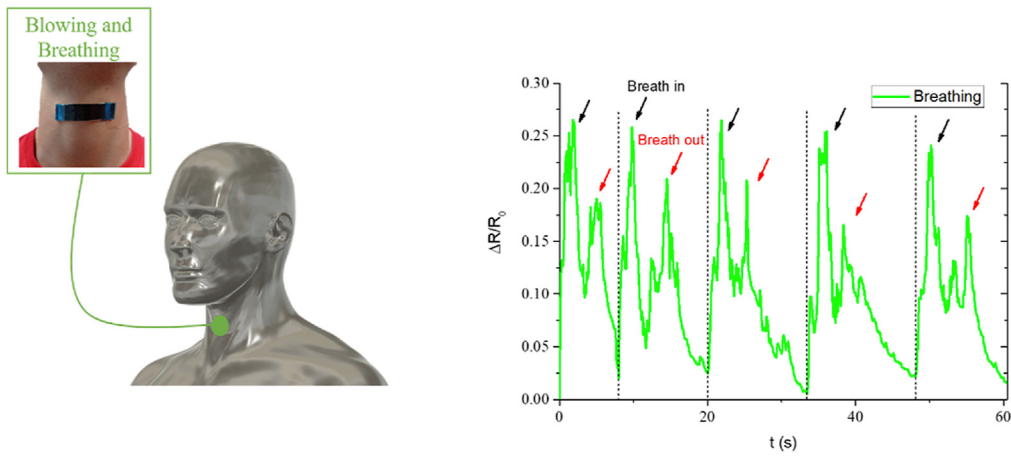 Blowing and
Breathing
0.30
0.25
0.20
0.15
0.10
0.05
0.00
ΔR/R₀
Breath in
Breath out
Breathing
0
20
40
60
t (s)